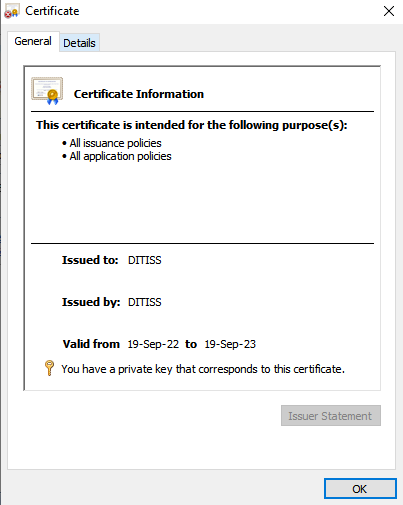 Certificate
General
Details
Certificate Information
This certificate is intended for the following purpose(s):
• All issuance policies
• All application policies
Issued to: DITISS
Issued by: DITISS
Valid from 19-Sep-22 to 19-Sep-23
You have a private key that corresponds to this certificate.
Issuer Statement
OK